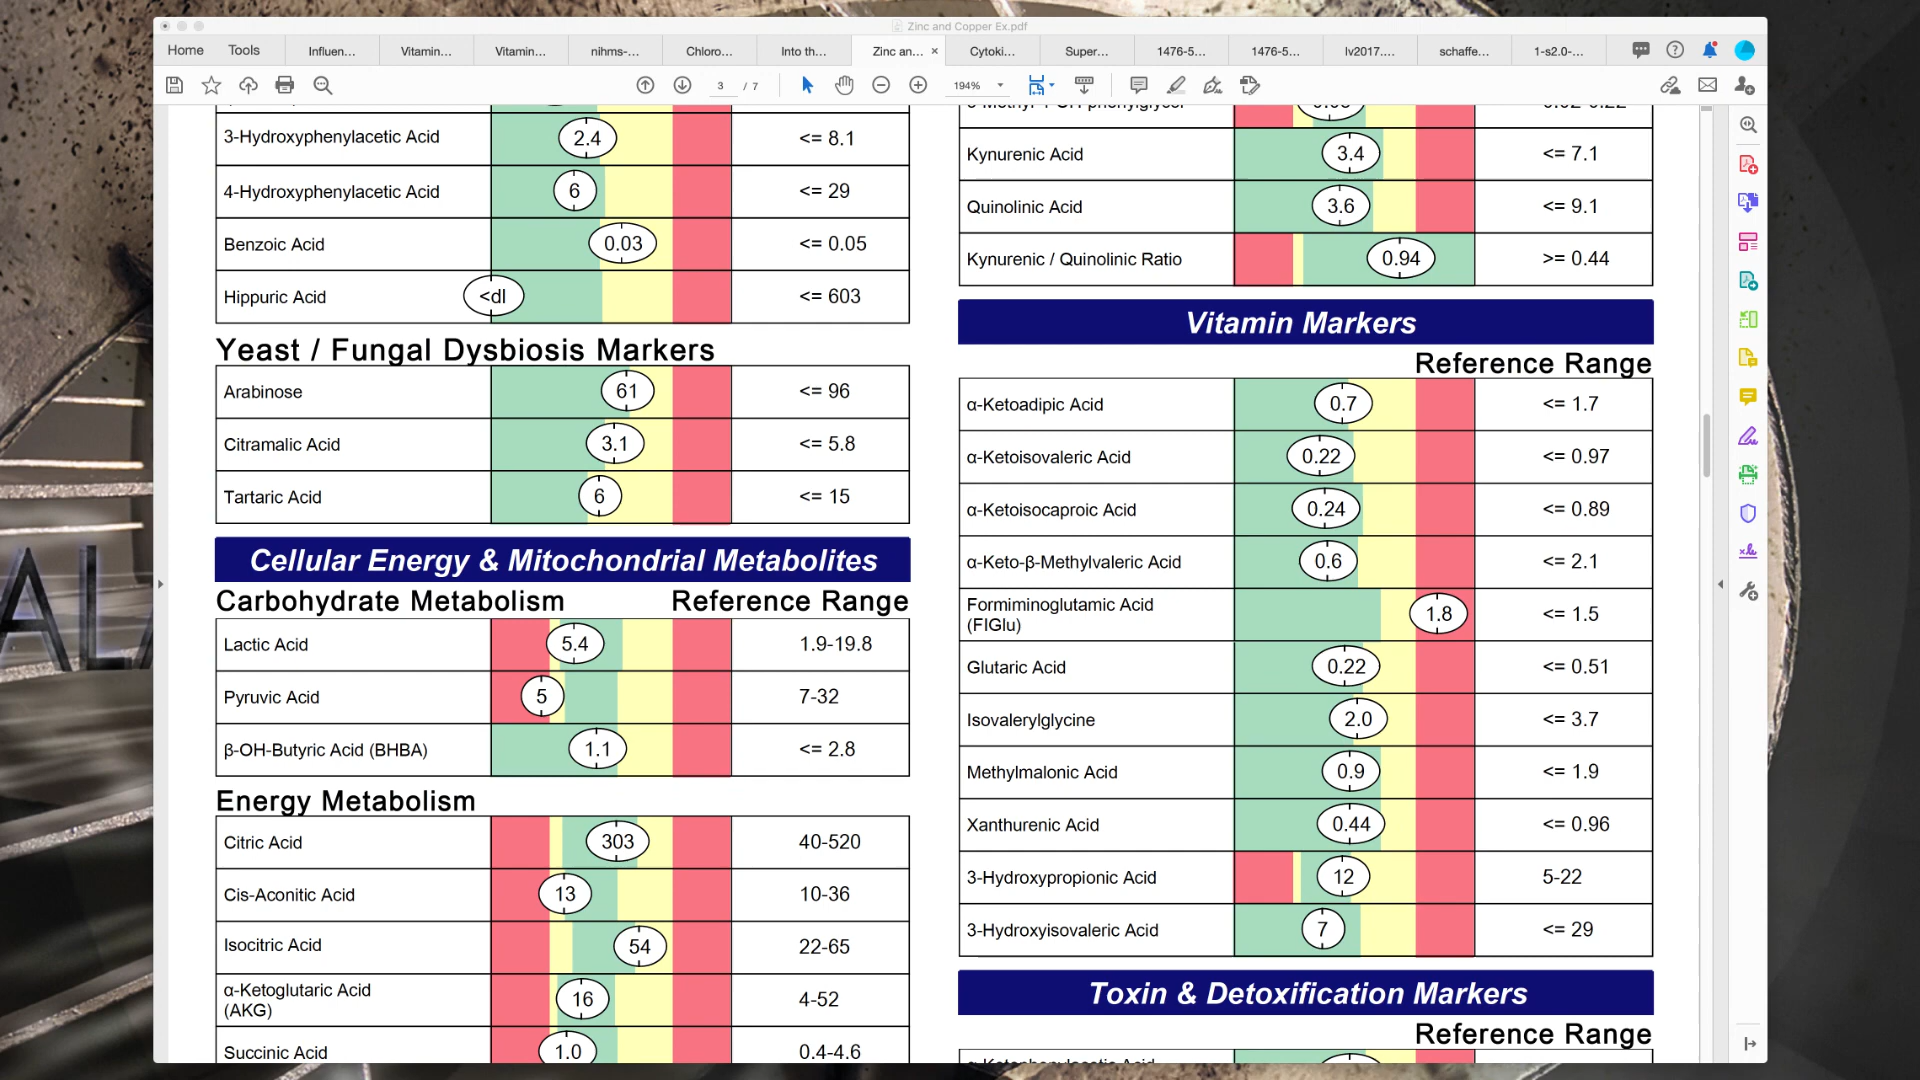 Zinc and Copper Ex.pdf
Home Tools Influen... Vitamin... Vitamin... nihms-... Chloro... Into th... Zinc an... × Cytoki... Super... 1476-5... 1476-5... lv2017.... schaffe... 1-s2.0-...
3 / 7 194%
3-Hydroxyphenylacetic Acid 2.4 <= 8.1
4-Hydroxyphenylacetic Acid 6 <= 29
Benzoic Acid 0.03 <= 0.05
Hippuric Acid <dl <= 603
Yeast / Fungal Dysbiosis Markers
Arabinose 61 <= 96
Citramalic Acid 3.1 <= 5.8
Tartaric Acid 6 <= 15
Cellular Energy & Mitochondrial Metabolites
Carbohydrate Metabolism Reference Range
Lactic Acid 5.4 1.9-19.8
Pyruvic Acid 5 7-32
β-OH-Butyric Acid (BHBA) 1.1 <= 2.8
Energy Metabolism
Citric Acid 303 40-520
Cis-Aconitic Acid 13 10-36
Isocitric Acid 54 22-65
α-Ketoglutaric Acid
(AKG) 16 4-52
Succinic Acid 1.0 0.4-4.6
Kynurenic Acid 3.4 <= 7.1
Quinolinic Acid 3.6 <= 9.1
Kynurenic / Quinolinic Ratio 0.94 >= 0.44
Vitamin Markers
Reference Range
α-Ketoadipic Acid 0.7 <= 1.7
α-Ketoisovaleric Acid 0.22 <= 0.97
α-Ketoisocaproic Acid 0.24 <= 0.89
α-Keto-β-Methylvaleric Acid 0.6 <= 2.1
Formiminoglutamic Acid
(FIGlu) 1.8 <= 1.5
Glutaric Acid 0.22 <= 0.51
Isovalerylglycine 2.0 <= 3.7
Methylmalonic Acid 0.9 <= 1.9
Xanthurenic Acid 0.44 <= 0.96
3-Hydroxypropionic Acid 12 5-22
3-Hydroxyisovaleric Acid 7 <= 29
Toxin & Detoxification Markers
Reference Range